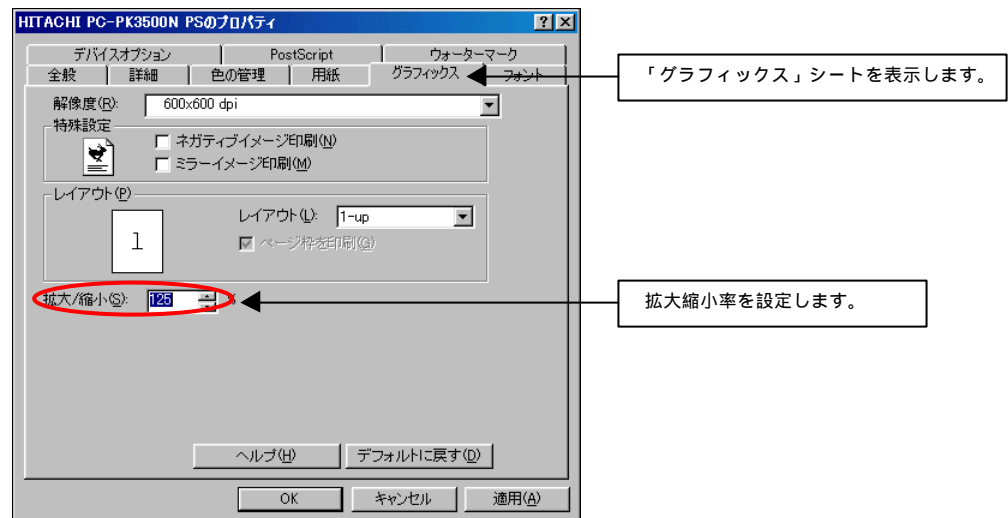 HITACHI PC-PK3500N PSのプロパティ
デバイスオプション PostScript ウォーターマーク
全般 詳細 色の管理 用紙 グラフィックス フォント
「グラフィックス」シートを表示します。
解像度(R): 600x600 dpi
特殊設定
ネガティブイメージ印刷(N)
ミラーイメージ印刷(M)
レイアウト(P)
1
レイアウト(L): 1-up
ページ枠を印刷(G)
拡大/縮小(S): 125 %
拡大縮小率を設定します。
ヘルプ(H) デフォルトに戻す(D)
OK キャンセル 適用(A)